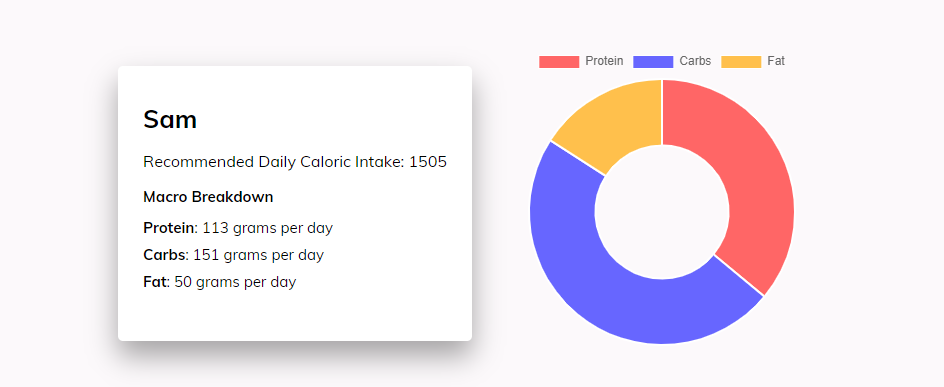 Sam
Recommended Daily Caloric Intake: 1505
Macro Breakdown
Protein: 113 grams per day
Carbs: 151 grams per day
Fat: 50 grams per day
Protein Carbs Fat